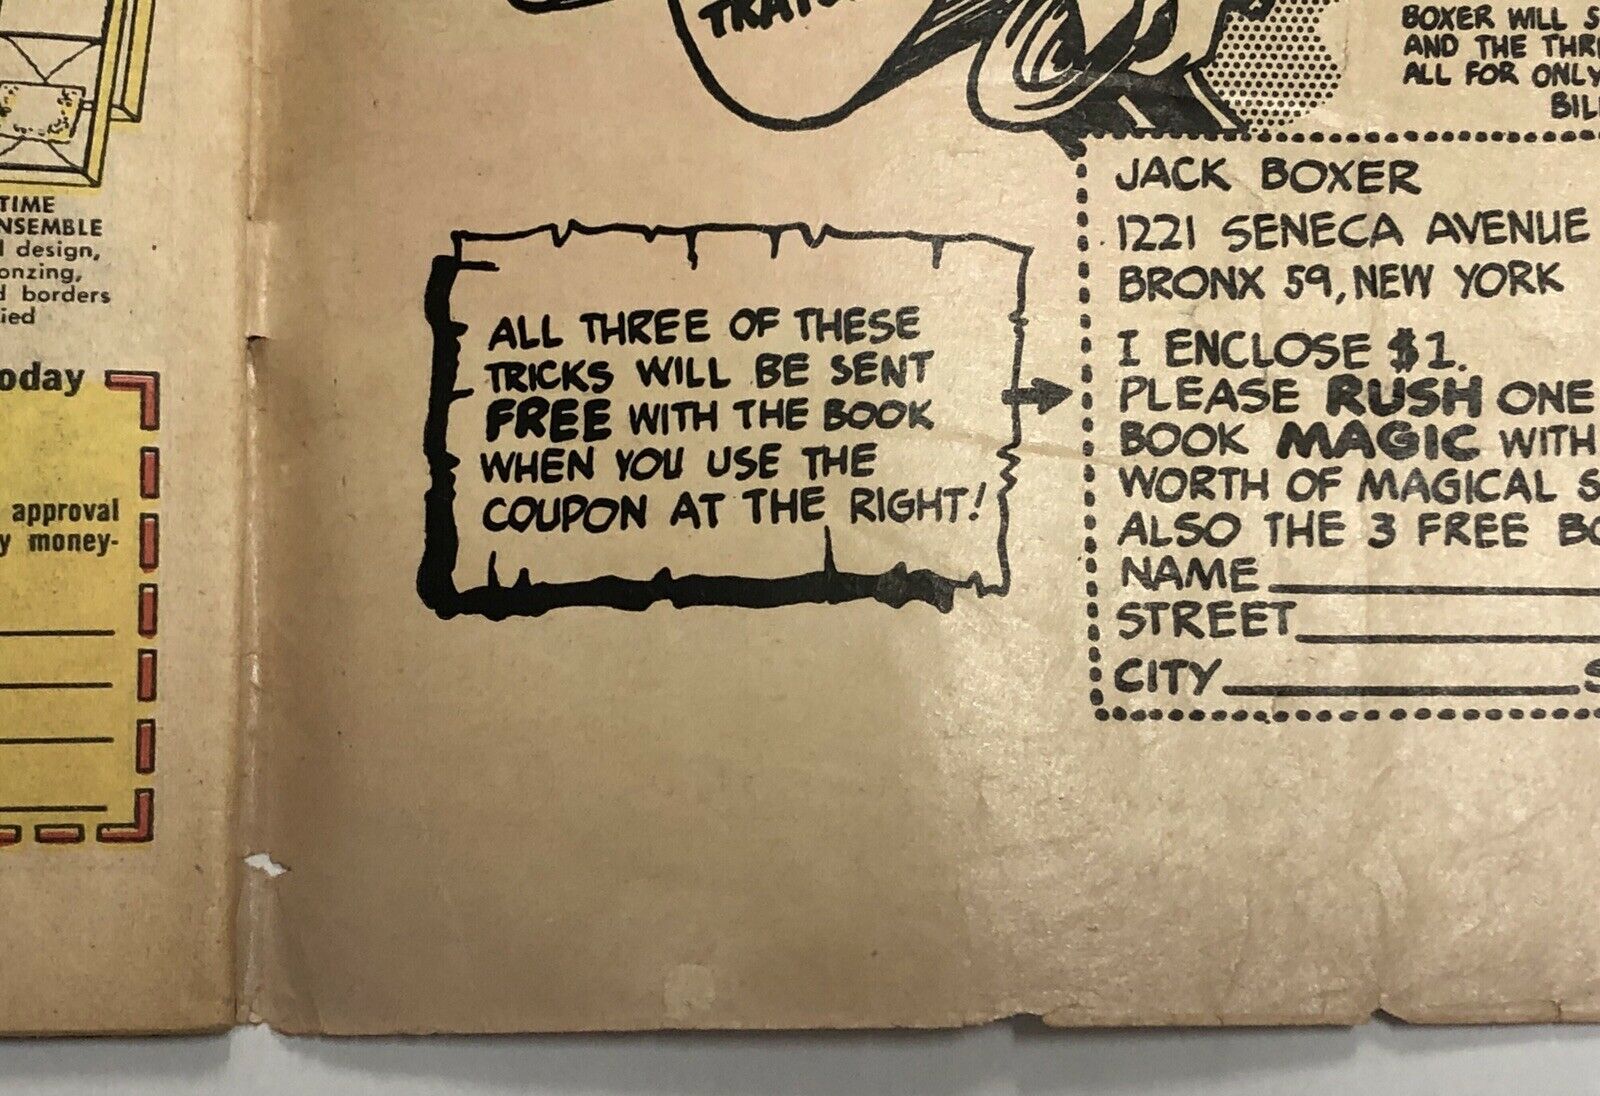 TIME
NSEMBLE
design,
onzing,
borders
ied
oday
approval
y money-
BOXER WILL S
AND THE THR
ALL FOR ONLY
BIL
ALL THREE OF THESE
TRICKS WILL BE SENT
FREE WITH THE BOOK
WHEN YOU USE THE
COUPON AT THE RIGHT!
JACK BOXER
1221 SENECA AVENUE
BRONX 59, NEW YORK
I ENCLOSE $1.
PLEASE RUSH ONE
BOOK MAGIC WITH
WORTH OF MAGICAL S
ALSO THE 3 FREE BO
NAME
STREET
CITY S